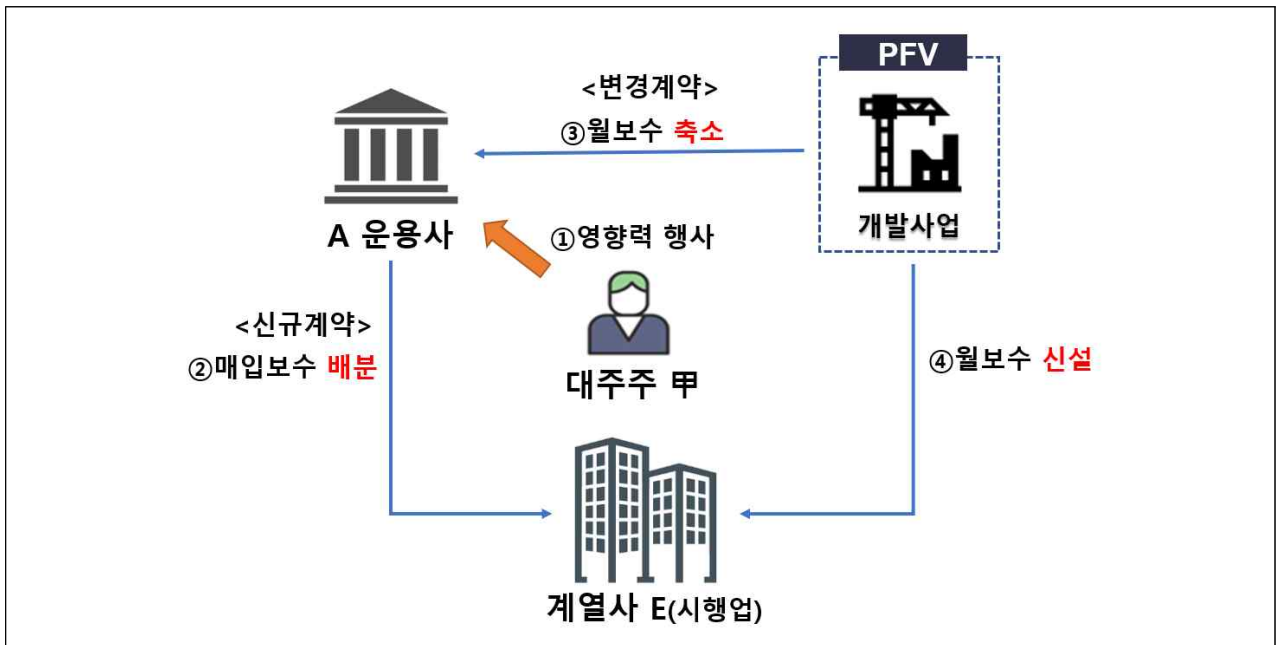 PFV
<변경계약>
③월보수 축소
개발사업
A 운용사
①영향력 행사
<신규계약>
②매입보수 배분
④월보수 신설
대주주 甲
계열사 E(시행업)